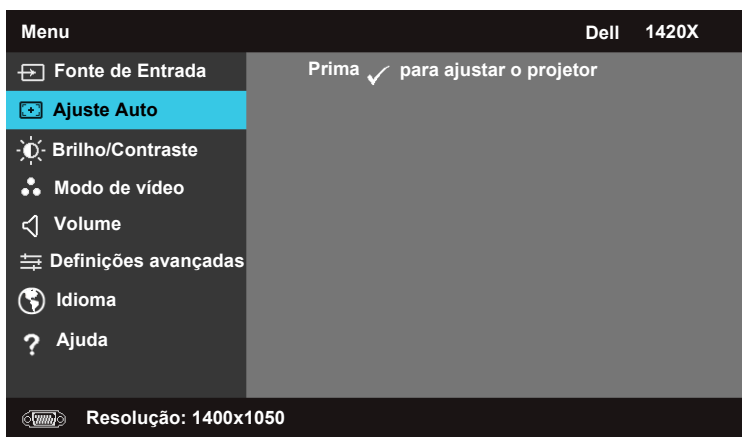 Menu Dell 1420X
Fonte de Entrada
Prima para ajustar o projetor
Ajuste Auto
Brilho/Contraste
Modo de vídeo
Volume
Definições avançadas
Idioma
? Ajuda
Resolução: 1400x1050